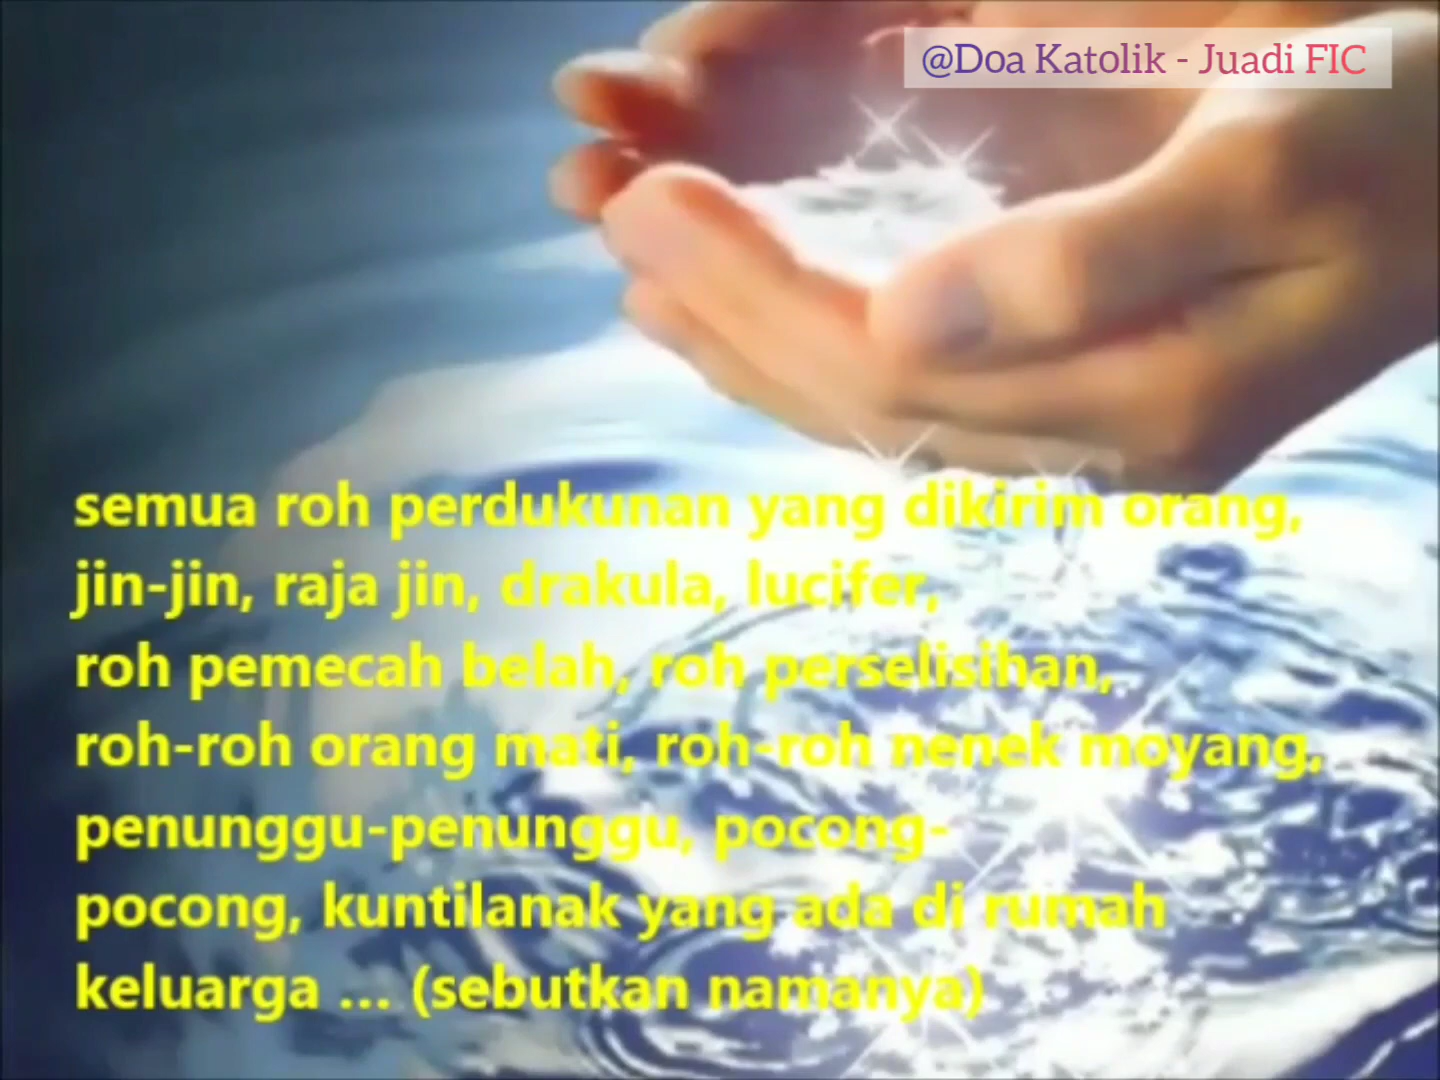 @Doa Katolik - Juadi FIC
semua roh perdukunan yang dikirim orang,
jin-jin, raja jin, drakula, lucifer,
roh pemecah belah, roh perselisihan,
roh-roh orang mati, roh-roh nenek moyang,
penunggu-penunggu, pocong-
pocong, kuntilanak yang ada di rumah
keluarga ... (sebutkan namanya)